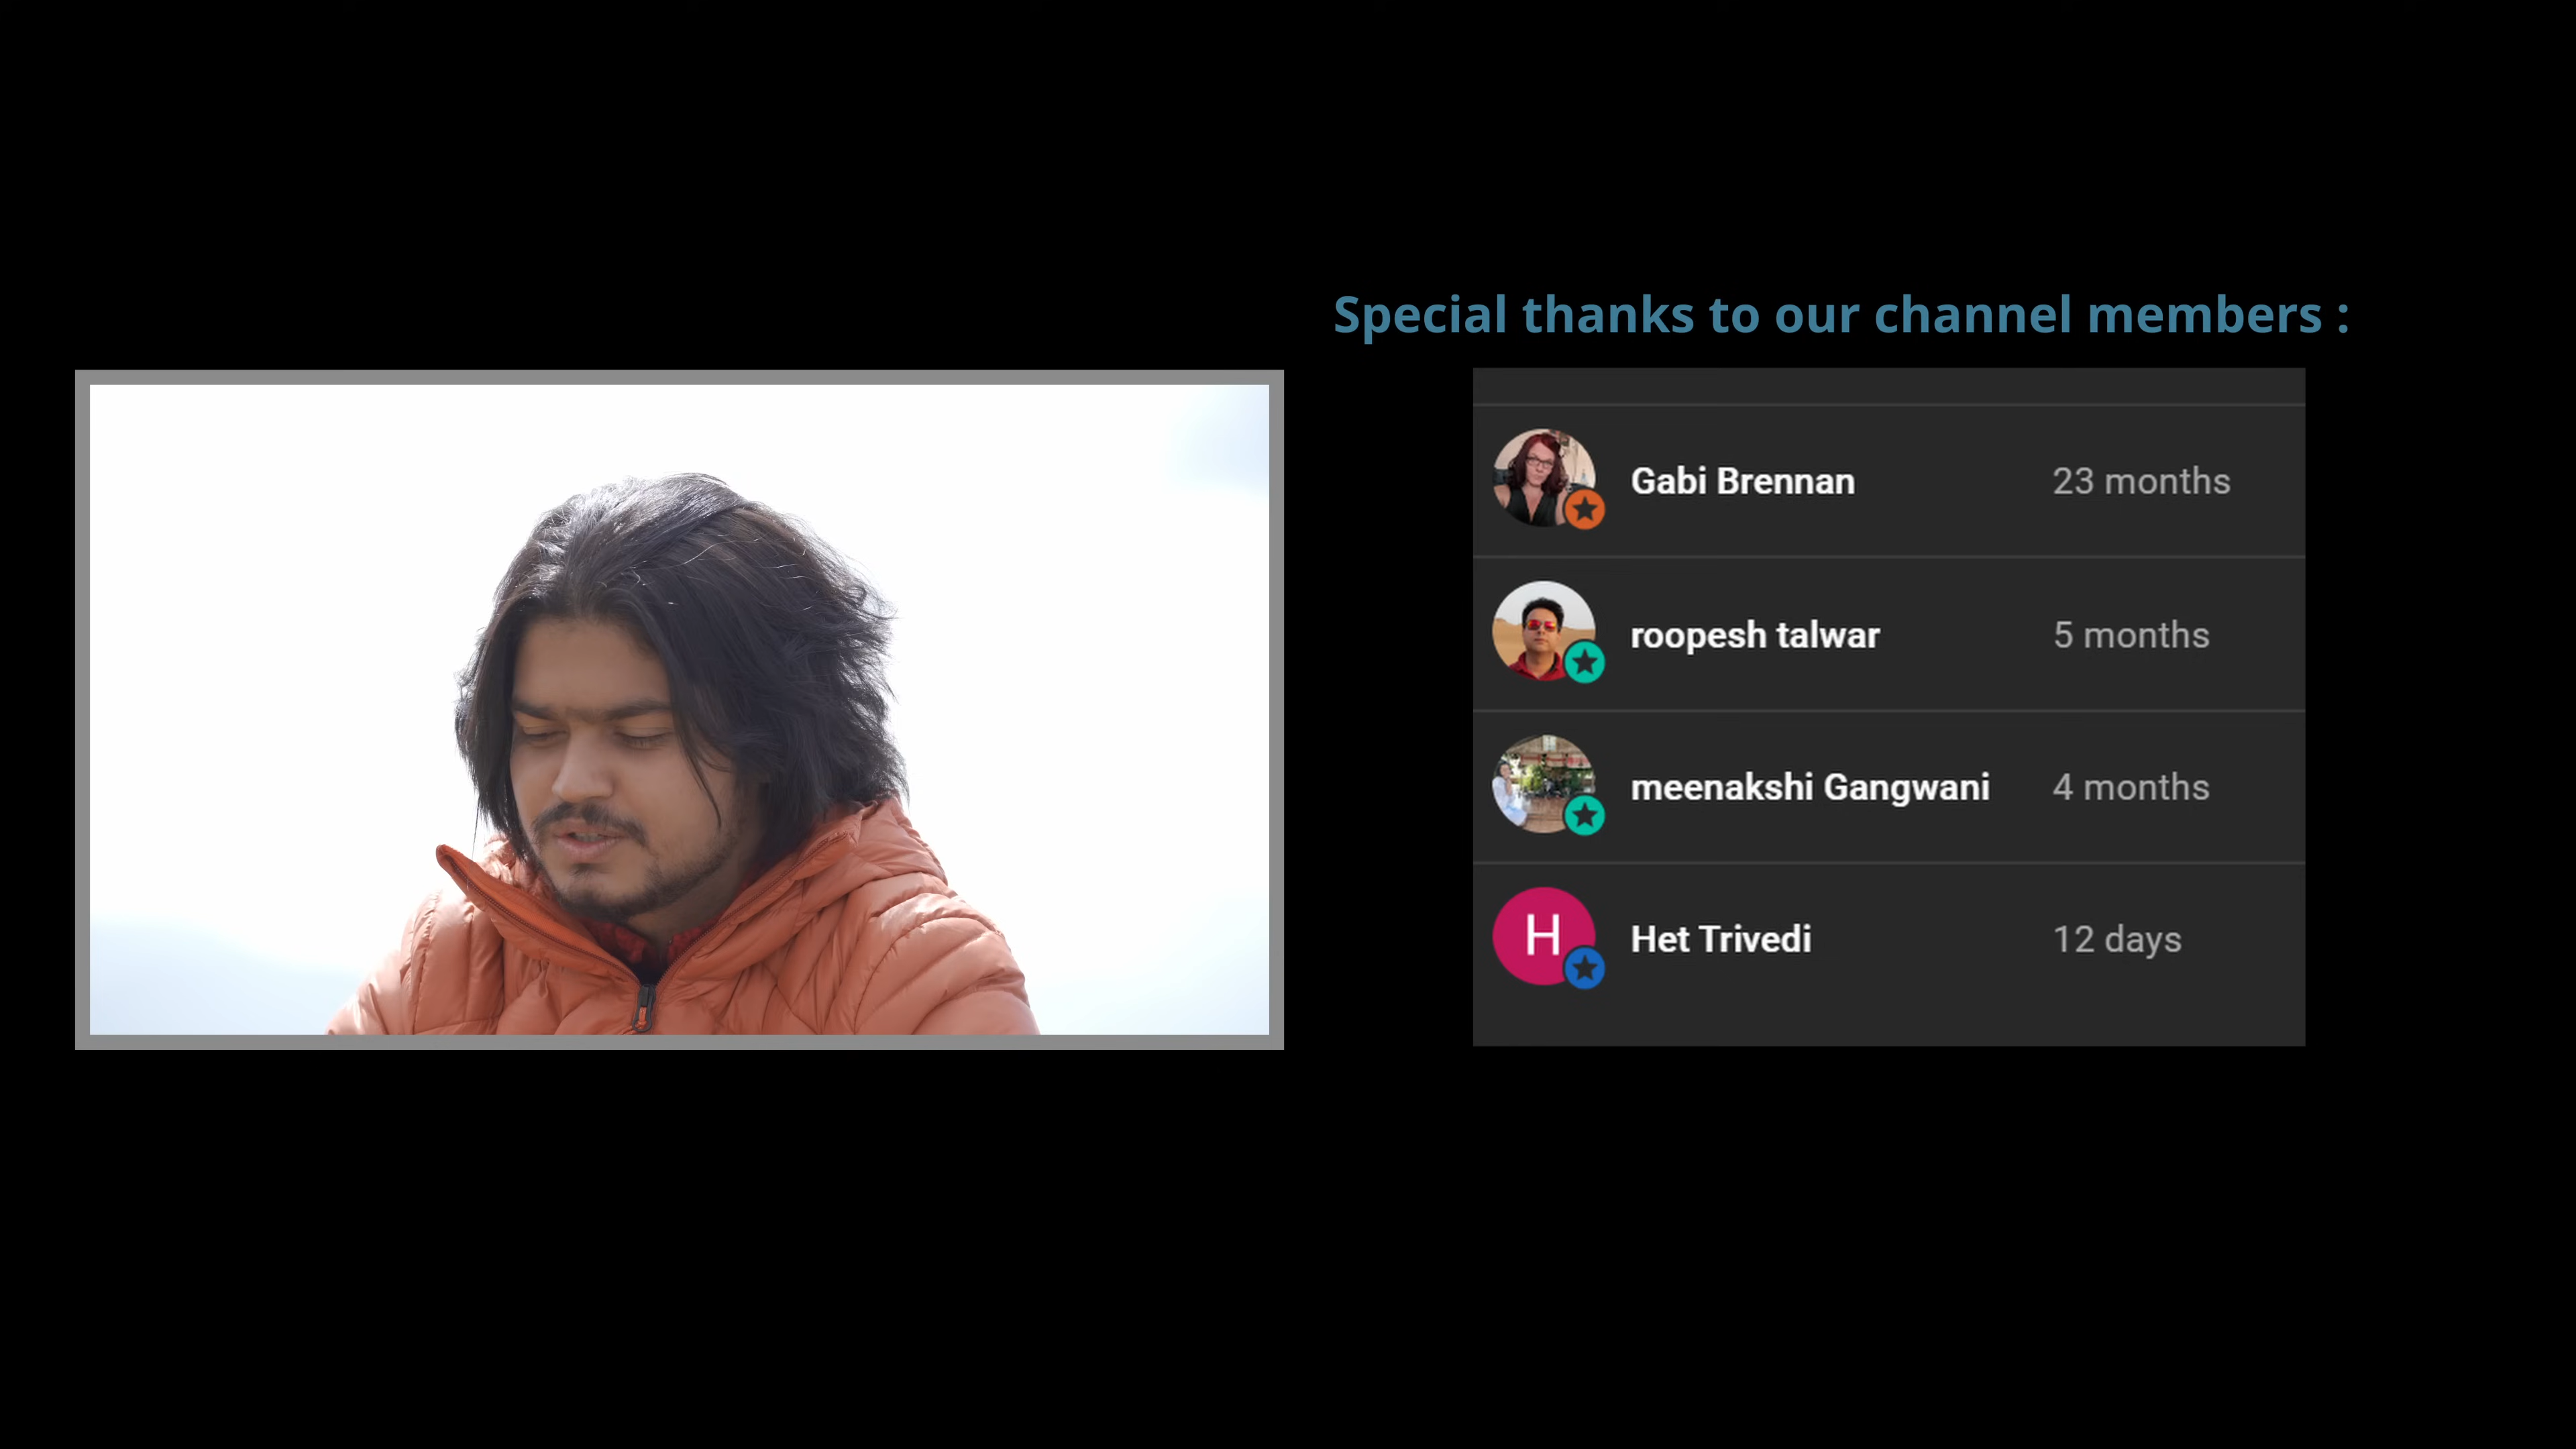 Special thanks to our channel members :
Gabi Brennan 23 months
roopesh talwar 5 months
meenakshi Gangwani 4 months
H Het Trivedi 12 days